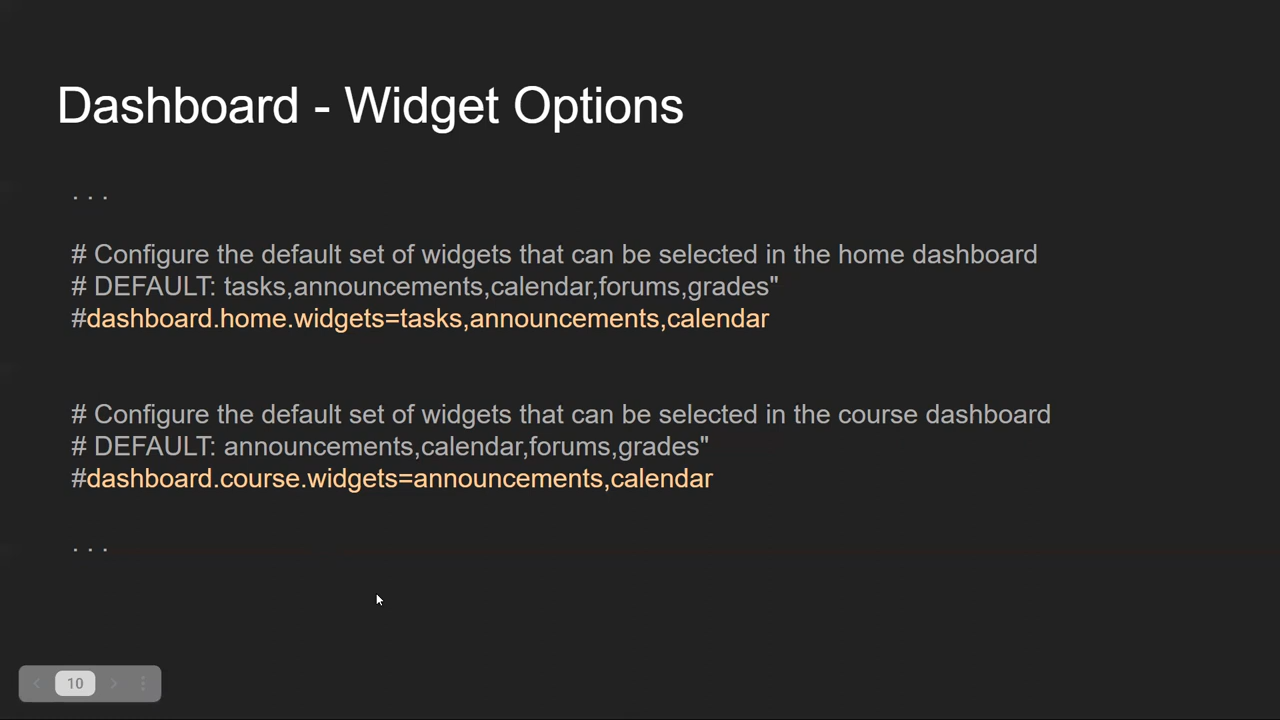 Dashboard - Widget Options
. . .
# Configure the default set of widgets that can be selected in the home dashboard
# DEFAULT: tasks,announcements,calendar,forums,grades"
#dashboard.home.widgets=tasks,announcements,calendar
# Configure the default set of widgets that can be selected in the course dashboard
# DEFAULT: announcements,calendar,forums,grades"
#dashboard.course.widgets=announcements,calendar
. . .
10